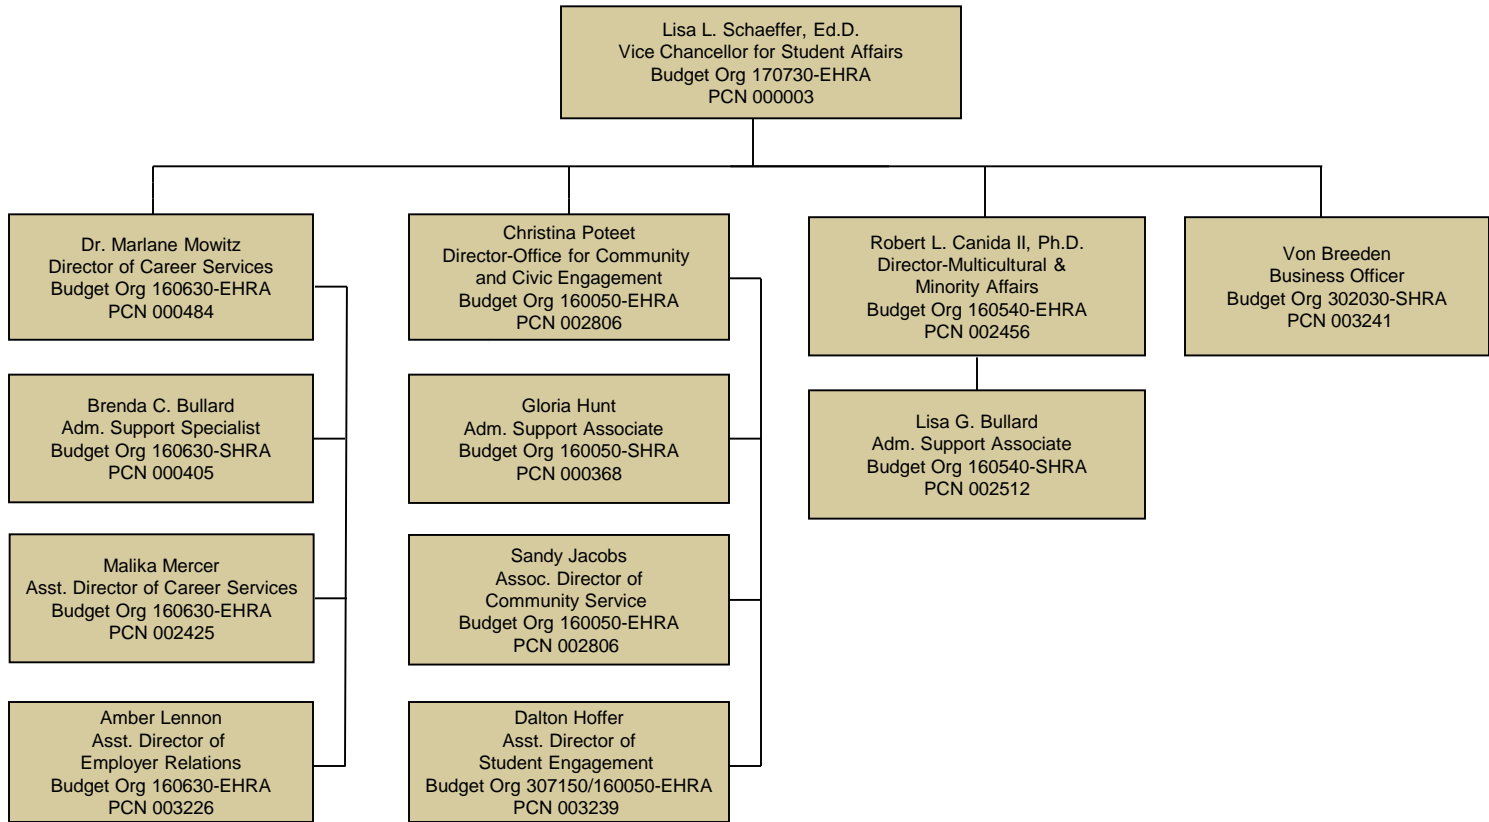 Lisa L. Schaeffer, Ed.D.
Vice Chancellor for Student Affairs
Budget Org 170730-EHRA
PCN 000003
Dr. Marlane Mowitz
Director of Career Services
Budget Org 160630-EHRA
PCN 000484
Brenda C. Bullard
Adm. Support Specialist
Budget Org 160630-SHRA
PCN 000405
Malika Mercer
Asst. Director of Career Services
Budget Org 160630-EHRA
PCN 002425
Amber Lennon
Asst. Director of
Employer Relations
Budget Org 160630-EHRA
PCN 003226
Christina Poteet
Director-Office for Community
and Civic Engagement
Budget Org 160050-EHRA
PCN 002806
Gloria Hunt
Adm. Support Associate
Budget Org 160050-SHRA
PCN 000368
Sandy Jacobs
Assoc. Director of
Community Service
Budget Org 160050-EHRA
PCN 002806
Dalton Hoffer
Asst. Director of
Student Engagement
Budget Org 307150/160050-EHRA
PCN 003239
Robert L. Canida II, Ph.D.
Director-Multicultural &
Minority Affairs
Budget Org 160540-EHRA
PCN 002456
Lisa G. Bullard
Adm. Support Associate
Budget Org 160540-SHRA
PCN 002512
Von Breeden
Business Officer
Budget Org 302030-SHRA
PCN 003241